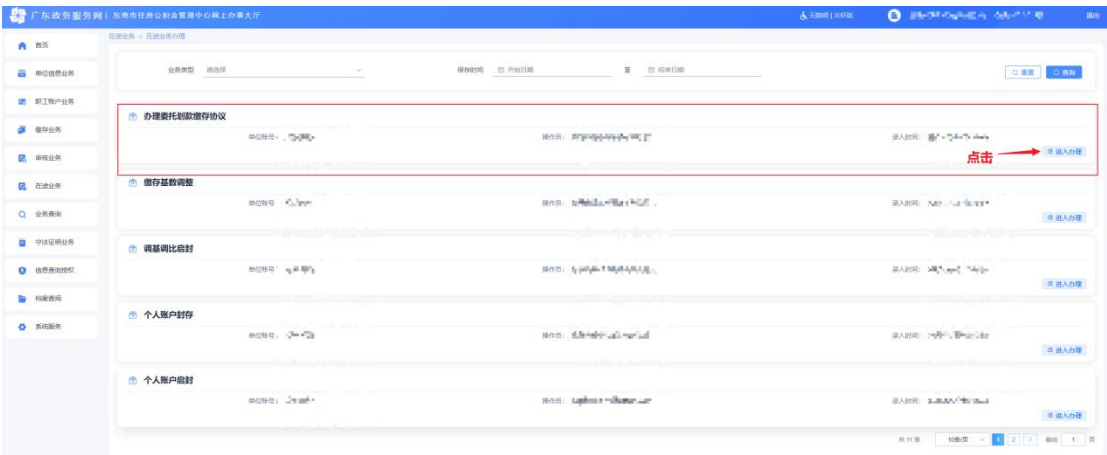 广东政务服务网 | 东莞市住房公积金管理中心网上办事大厅
无障碍 | 关怀版
退出
首页
单位信息业务
职工账户业务
缴存业务
审核业务
在途业务
业务查询
守法证明业务
信息查询授权
档案查阅
系统服务
在途业务 > 在途业务办理
业务类型 请选择 保存时间 开始日期 至 结束日期 重置 查询
办理委托划款缴存协议
单位账号: 操作员: 录入时间:
点击 进入办理
缴存基数调整
单位账号: 操作员: 录入时间:
进入办理
调基调比启封
单位账号: 操作员: 录入时间:
进入办理
个人账户封存
单位账号: 操作员: 录入时间:
进入办理
个人账户启封
单位账号: 操作员: 录入时间:
进入办理
共 11 条 10条/页 1 2 > 前往 1 页